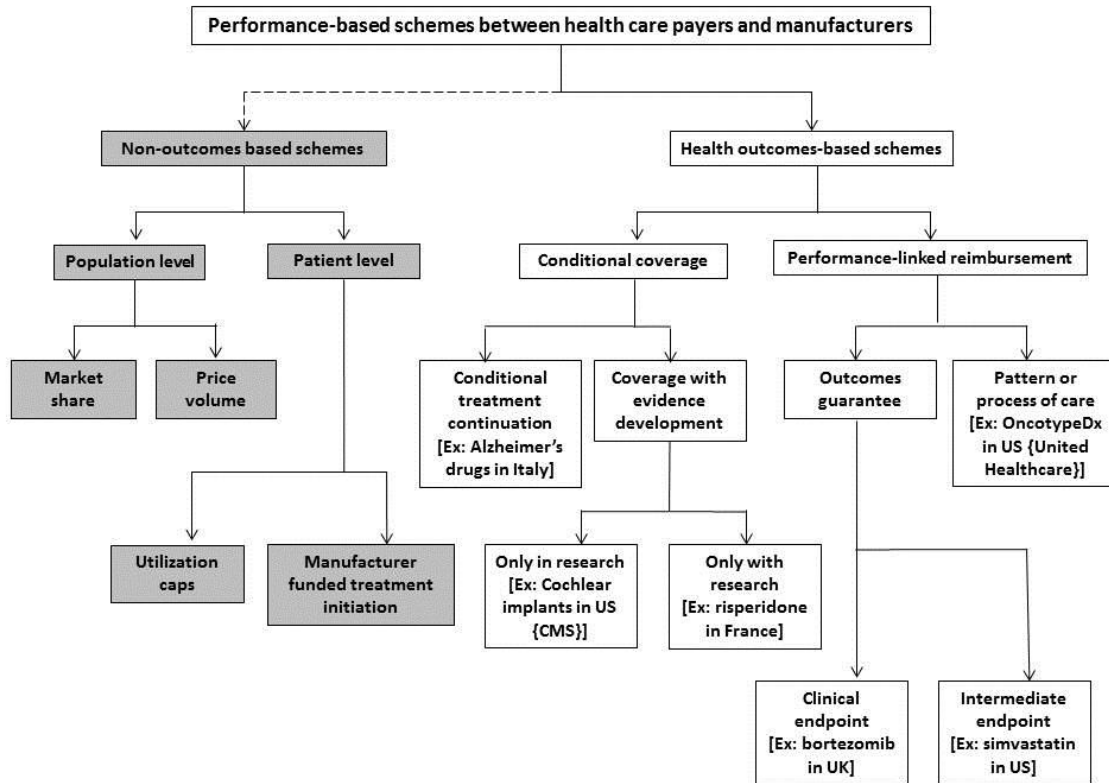 Performance-based schemes between health care payers and manufacturers
Non-outcomes based schemes
Health outcomes-based schemes
Population level
Patient level
Conditional coverage
Performance-linked reimbursement
Market
share
Price
volume
Conditional
treatment
continuation
[Ex: Alzheimer's
drugs in Italy]
Coverage with
evidence
development
Outcomes
guarantee
Pattern or
process of care
[Ex: OncotypeDx
in US {United
Healthcare}]
Utilization
caps
Manufacturer
funded treatment
initiation
Only in research
[Ex: Cochlear
implants in US
{CMS}]
Only with
research
[Ex: risperidone
in France]
Clinical
endpoint
[Ex: bortezomib
in UK]
Intermediate
endpoint
[Ex: simvastatin
in US]